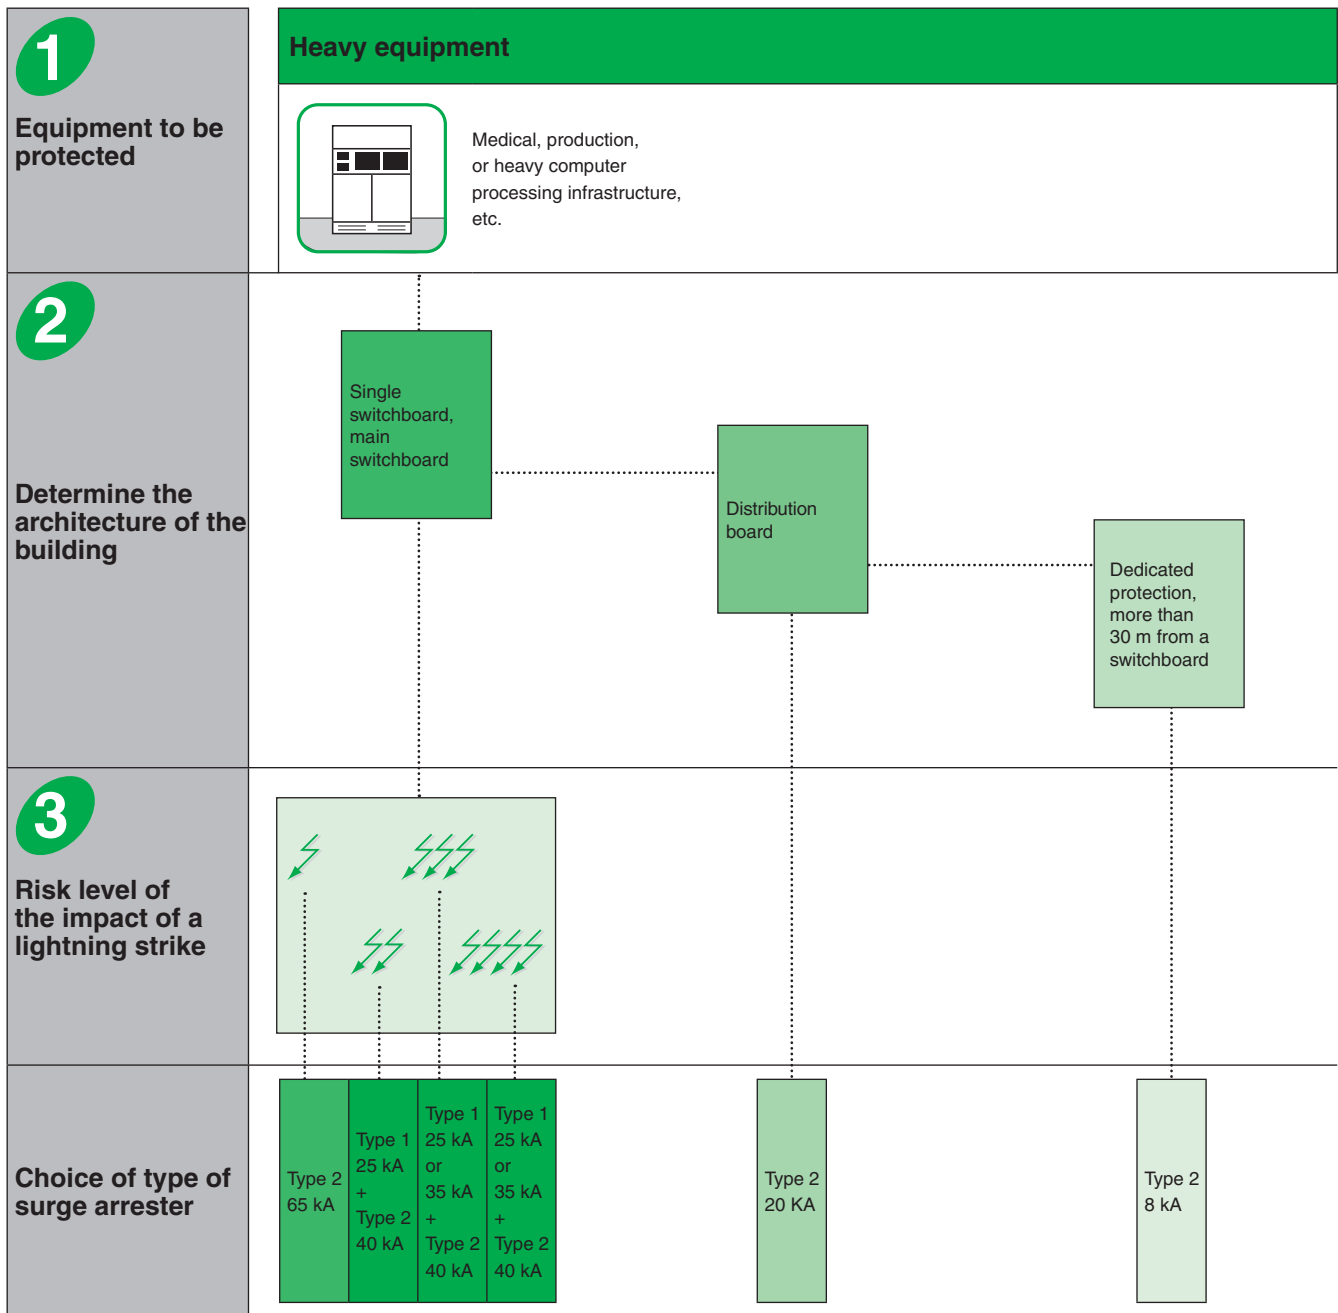 1
Equipment to be
protected
Heavy equipment
Medical, production,
or heavy computer
processing infrastructure,
etc.
2
Determine the
architecture of the
building
Single
switchboard,
main
switchboard
Distribution
board
Dedicated
protection,
more than
30 m from a
switchboard
3
Risk level of
the impact of a
lightning strike
Choice of type of
surge arrester
Type 2
65 kA
Type 1
25 kA
+
Type 2
40 kA
Type 1
25 kA
or
35 kA
+
Type 2
40 kA
Type 1
25 kA
or
35 kA
+
Type 2
40 kA
Type 2
20 KA
Type 2
8 kA